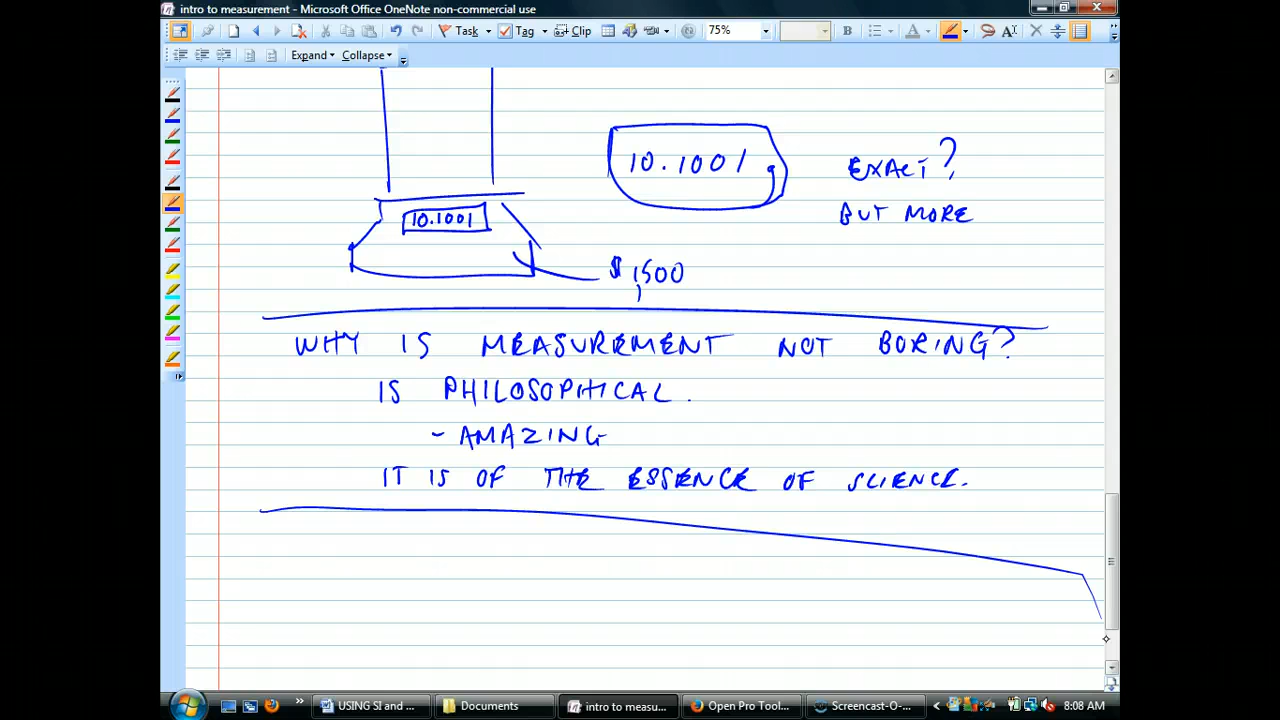 intro to measurement - Microsoft Office OneNote non-commercial use
Task Tag Clip 75% B A
Expand Collapse
10.1001 EXACT?
10.1001 BUT MORE
$1,500
WHY IS MEASUREMENT NOT BORING?
IS PHILOSOPHICAL.
- AMAZING
IT IS OF THE ESSENCE OF SCIENCE.
USING SI and ... Documents intro to measu... Open Pro Tool... Screencast-O-... 8:08 AM